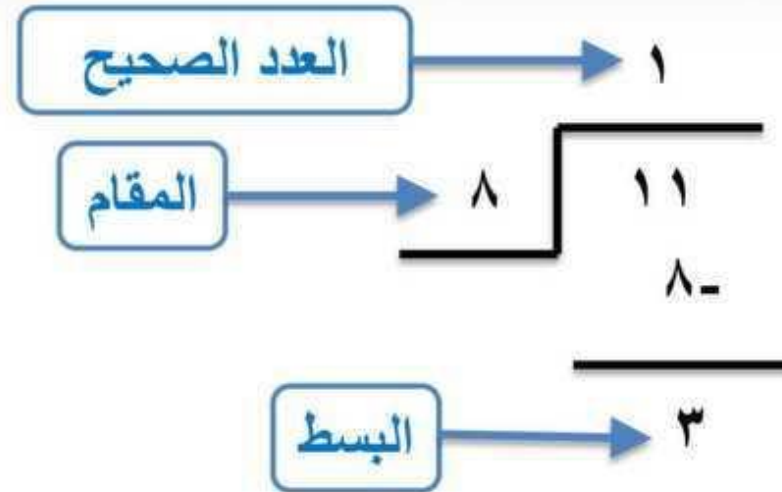 العدد الصحيح ١
المقام ٨ ١١
٨-
البسط ٣